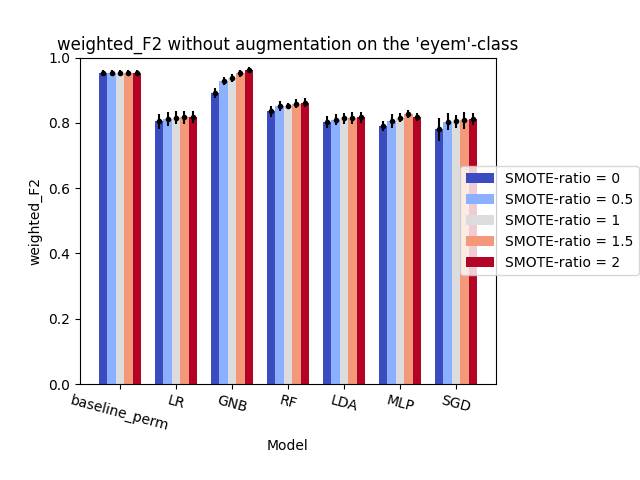 weighted_F2 without augmentation on the 'eyem'-class
1.0
0.8
0.6
0.4
0.2
0.0
weighted_F2
SMOTE-ratio = 0
SMOTE-ratio = 0.5
SMOTE-ratio = 1
SMOTE-ratio = 1.5
SMOTE-ratio = 2
baseline_perm
LR
GNB
RF
LDA
MLP
SGD
Model